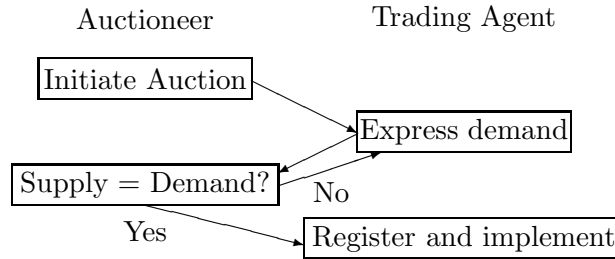 Auctioneer
Trading Agent
Initiate Auction
Express demand
Supply = Demand?
No
Yes
Register and implement